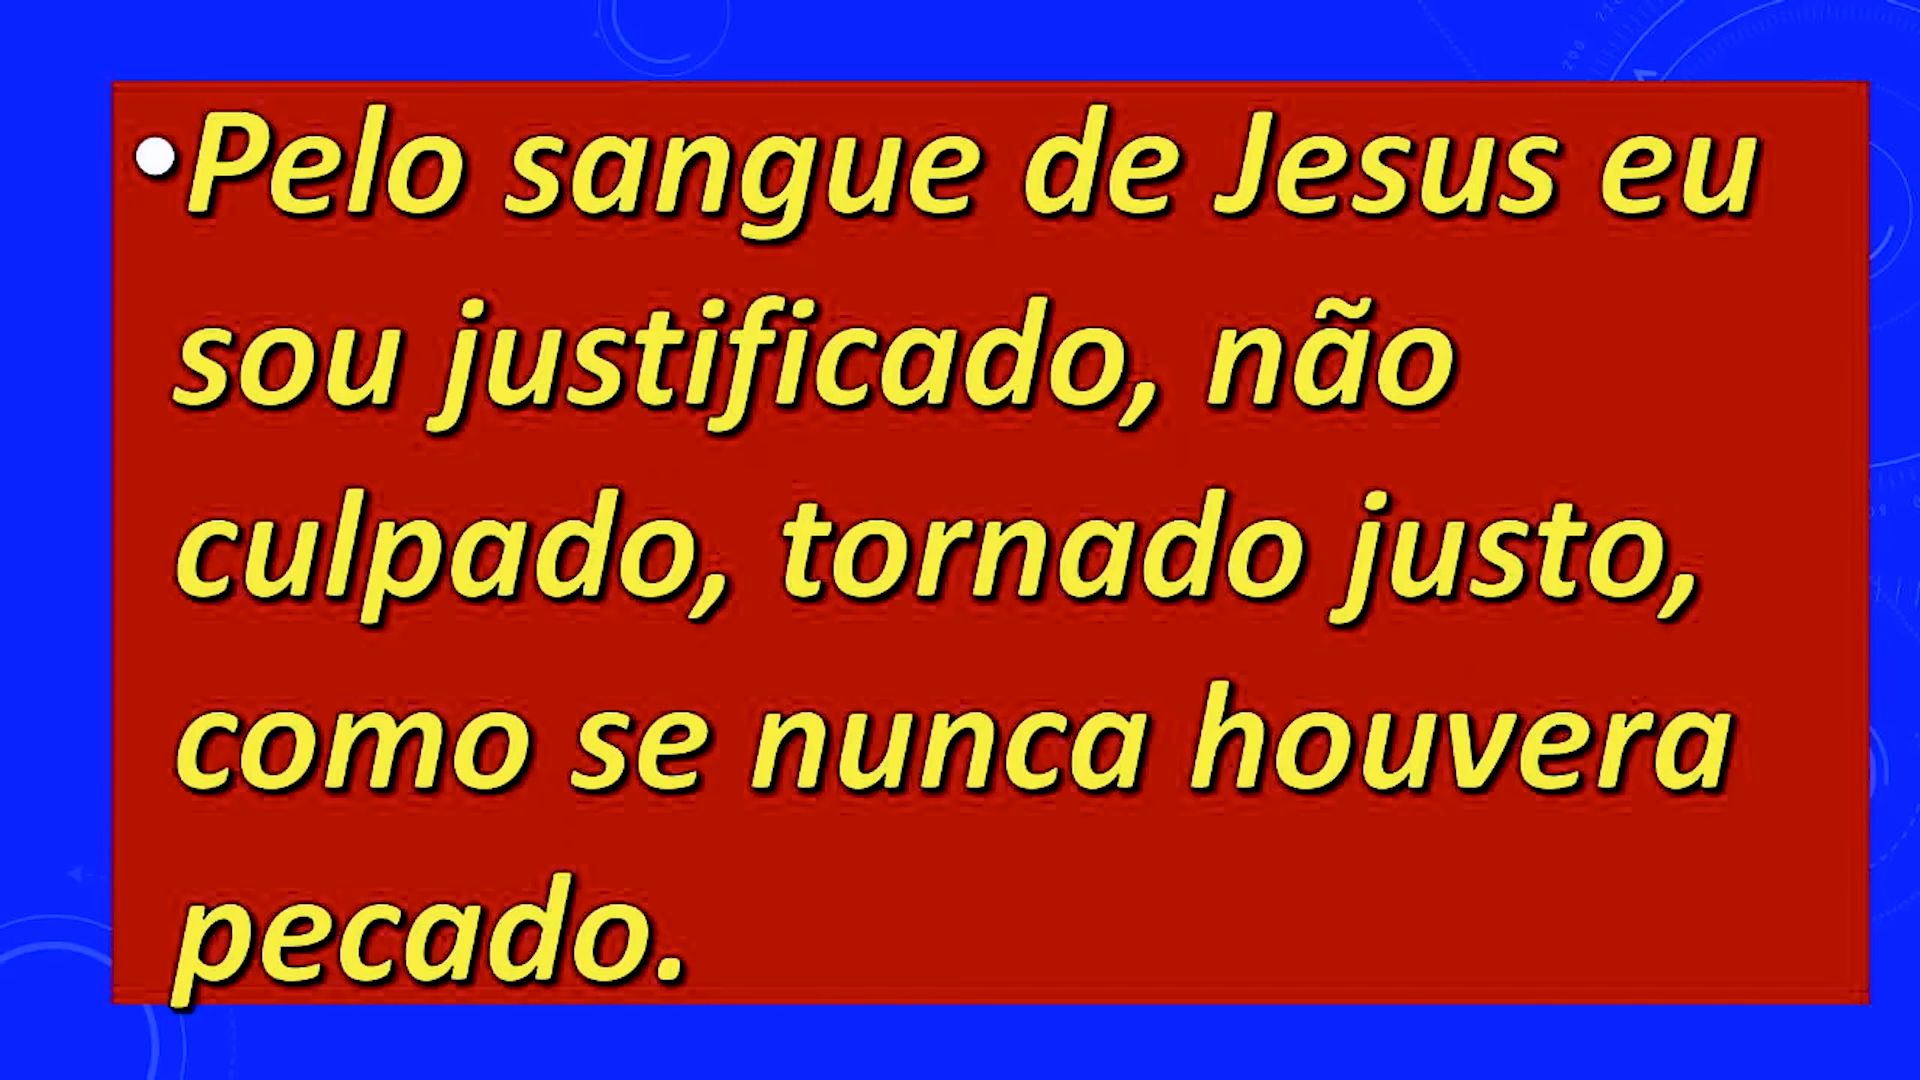 •Pelo sangue de Jesus eu
sou justificado, não
culpado, tornado justo,
como se nunca houvera
pecado.